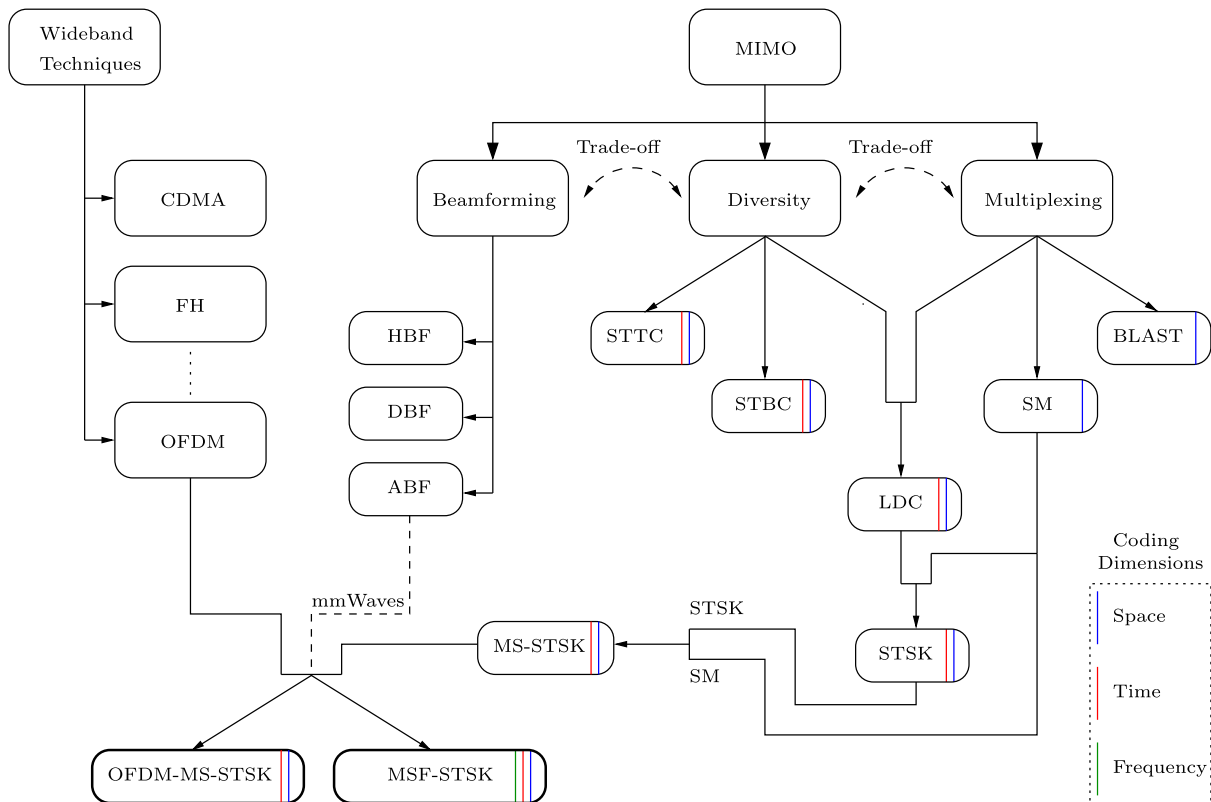 Wideband
Techniques
MIMO
Trade-off
Trade-off
CDMA
Beamforming
Diversity
Multiplexing
FH
HBF
STTC
BLAST
DBF
STBC
SM
OFDM
ABF
LDC
Coding
Dimensions
mmWaves
STSK
Space
MS-STSK
STSK
SM
Time
OFDM-MS-STSK
MSF-STSK
Frequency